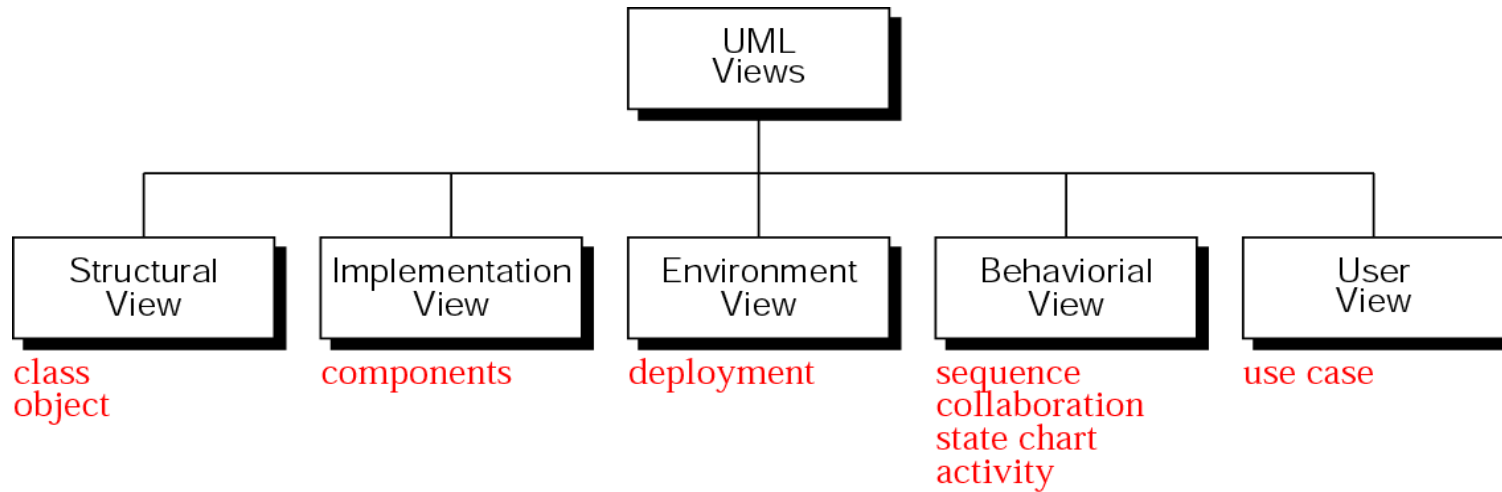 UML
Views
Structural
View
Implementation
View
Environment
View
Behaviorial
View
User
View
class
object
components
deployment
sequence
collaboration
state chart
activity
use case